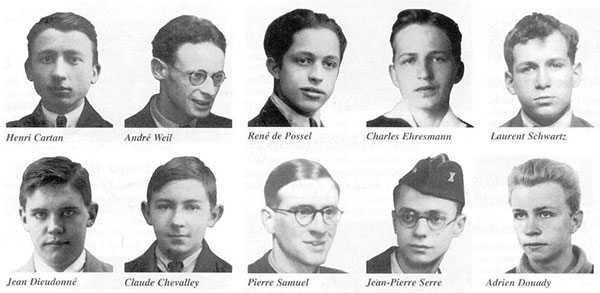 Henri Cartan
André Weil
René de Possel
Charles Ehresmann
Laurent Schwartz
Jean Dieudonné
Claude Chevalley
Pierre Samuel
Jean-Pierre Serre
Adrien Douady